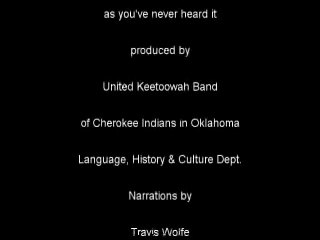 as you've never heard it
produced by
United Keetoowah Band
of Cherokee Indians in Oklahoma
Language, History & Culture Dept.
Narrations by
Travis Wolfe